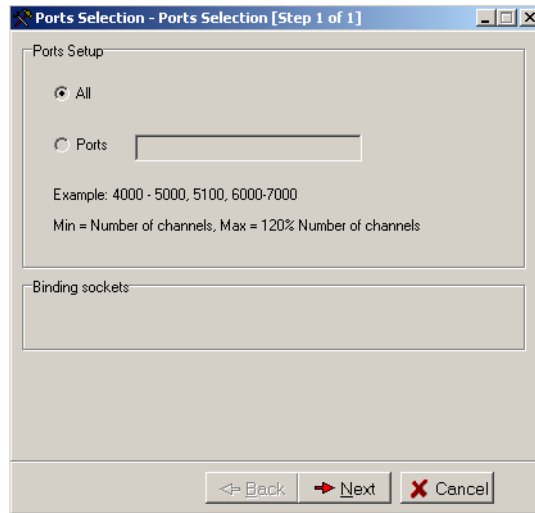 Ports Selection - Ports Selection [Step 1 of 1]
Ports Setup
All
Ports
Example: 4000 - 5000, 5100, 6000-7000
Min = Number of channels, Max = 120% Number of channels
Binding sockets
Back Next Cancel